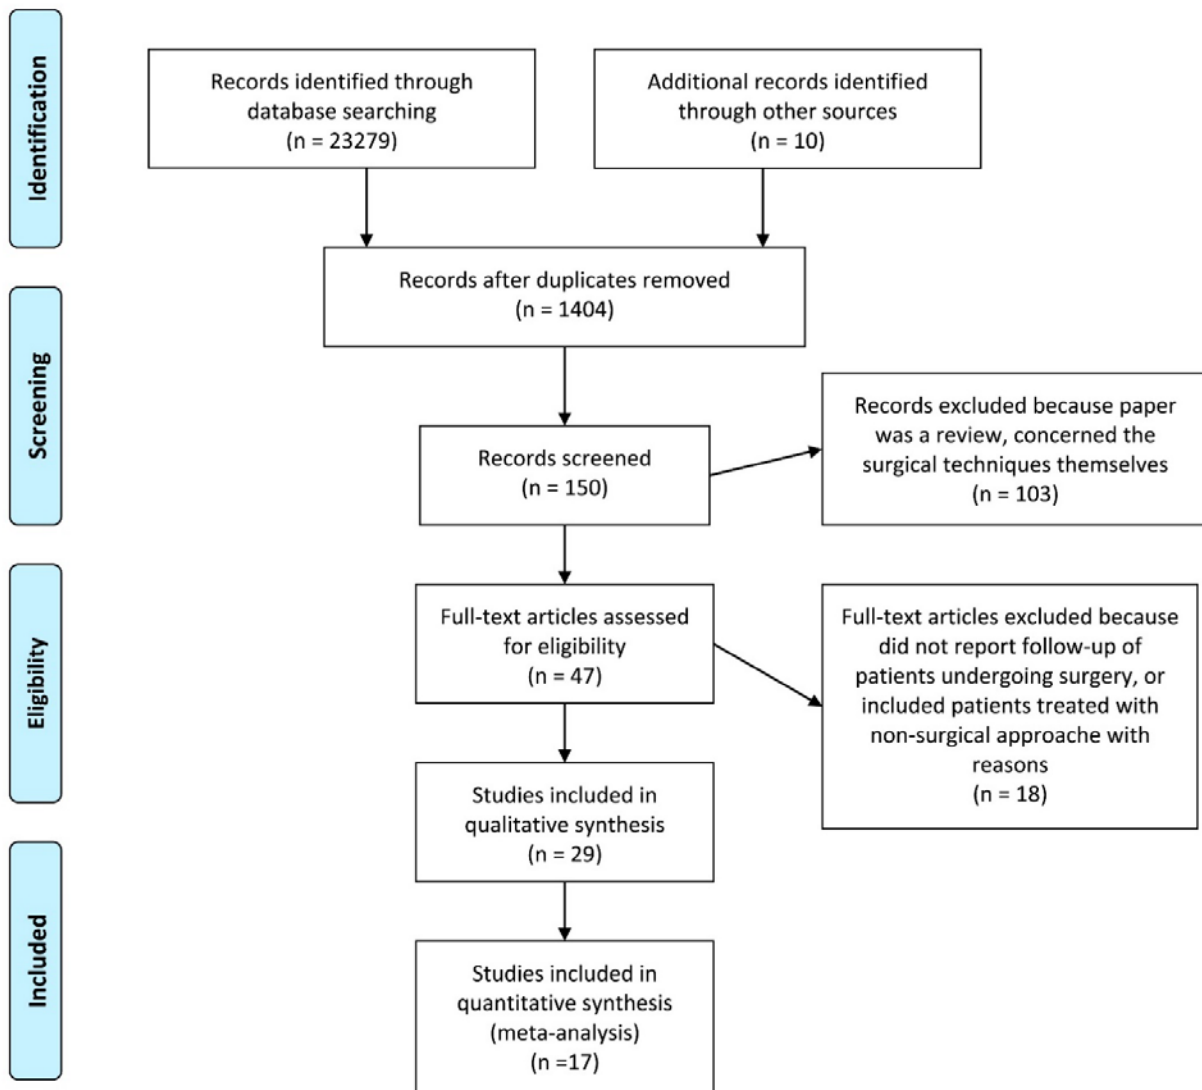 Identification
Records identified through
database searching
(n = 23279)
Additional records identified
through other sources
(n = 10)
Records after duplicates removed
(n = 1404)
Screening
Records screened
(n = 150)
Records excluded because paper
was a review, concerned the
surgical techniques themselves
(n = 103)
Eligibility
Full-text articles assessed
for eligibility
(n = 47)
Full-text articles excluded because
did not report follow-up of
patients undergoing surgery, or
included patients treated with
non-surgical approache with
reasons
(n = 18)
Studies included in
qualitative synthesis
(n = 29)
Included
Studies included in
quantitative synthesis
(meta-analysis)
(n =17)